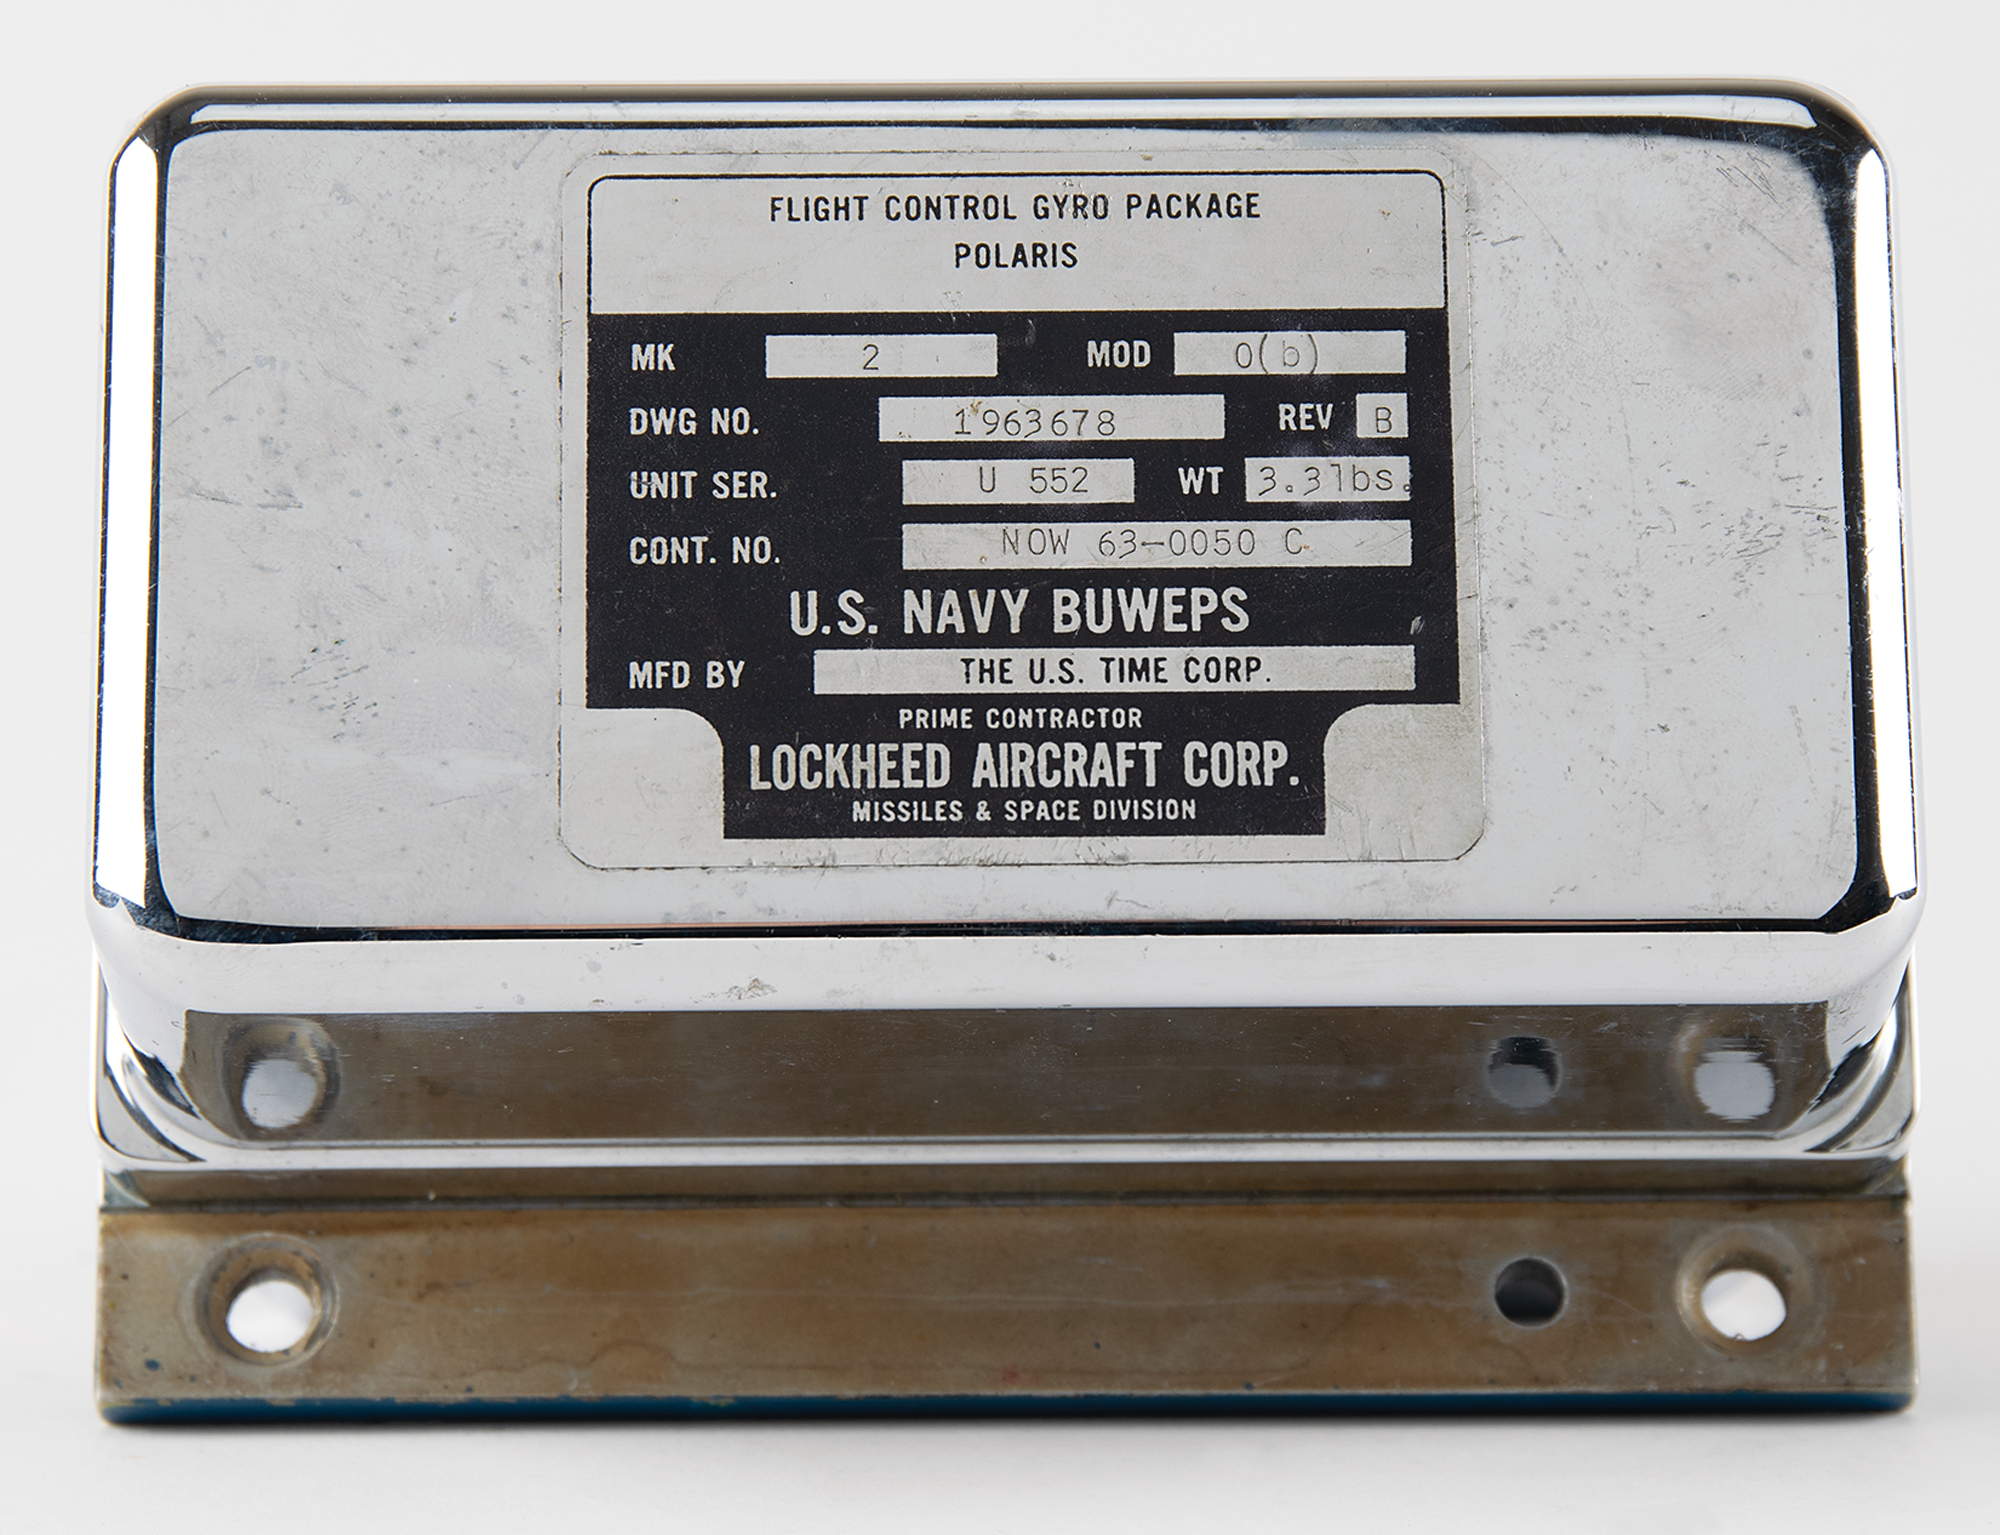 FLIGHT CONTROL GYRO PACKAGE
POLARIS
MK 2 MOD 0(b)
DWG NO. 1963678 REV B
UNIT SER. U 552 WT 3.3lbs.
CONT. NO. NOW 63-0050 C
U.S. NAVY BUWEPS
MFD BY THE U.S. TIME CORP.
PRIME CONTRACTOR
LOCKHEED AIRCRAFT CORP.
MISSILES & SPACE DIVISION